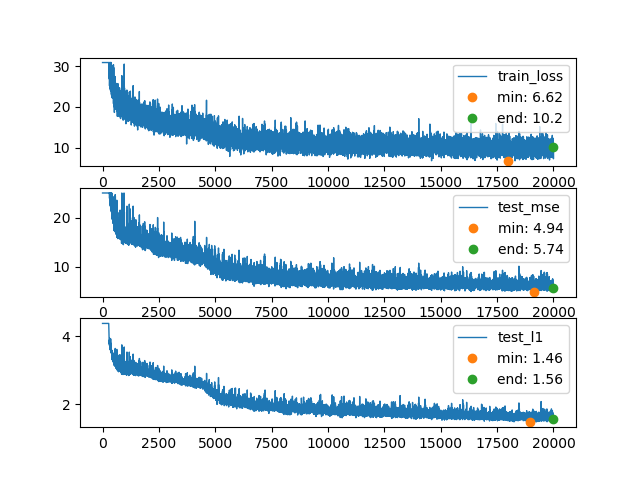 30
20
10
train_loss
min: 6.62
end: 10.2
0 2500 5000 7500 10000 12500 15000 17500 20000
20
10
test_mse
min: 4.94
end: 5.74
0 2500 5000 7500 10000 12500 15000 17500 20000
4
2
test_l1
min: 1.46
end: 1.56
0 2500 5000 7500 10000 12500 15000 17500 20000